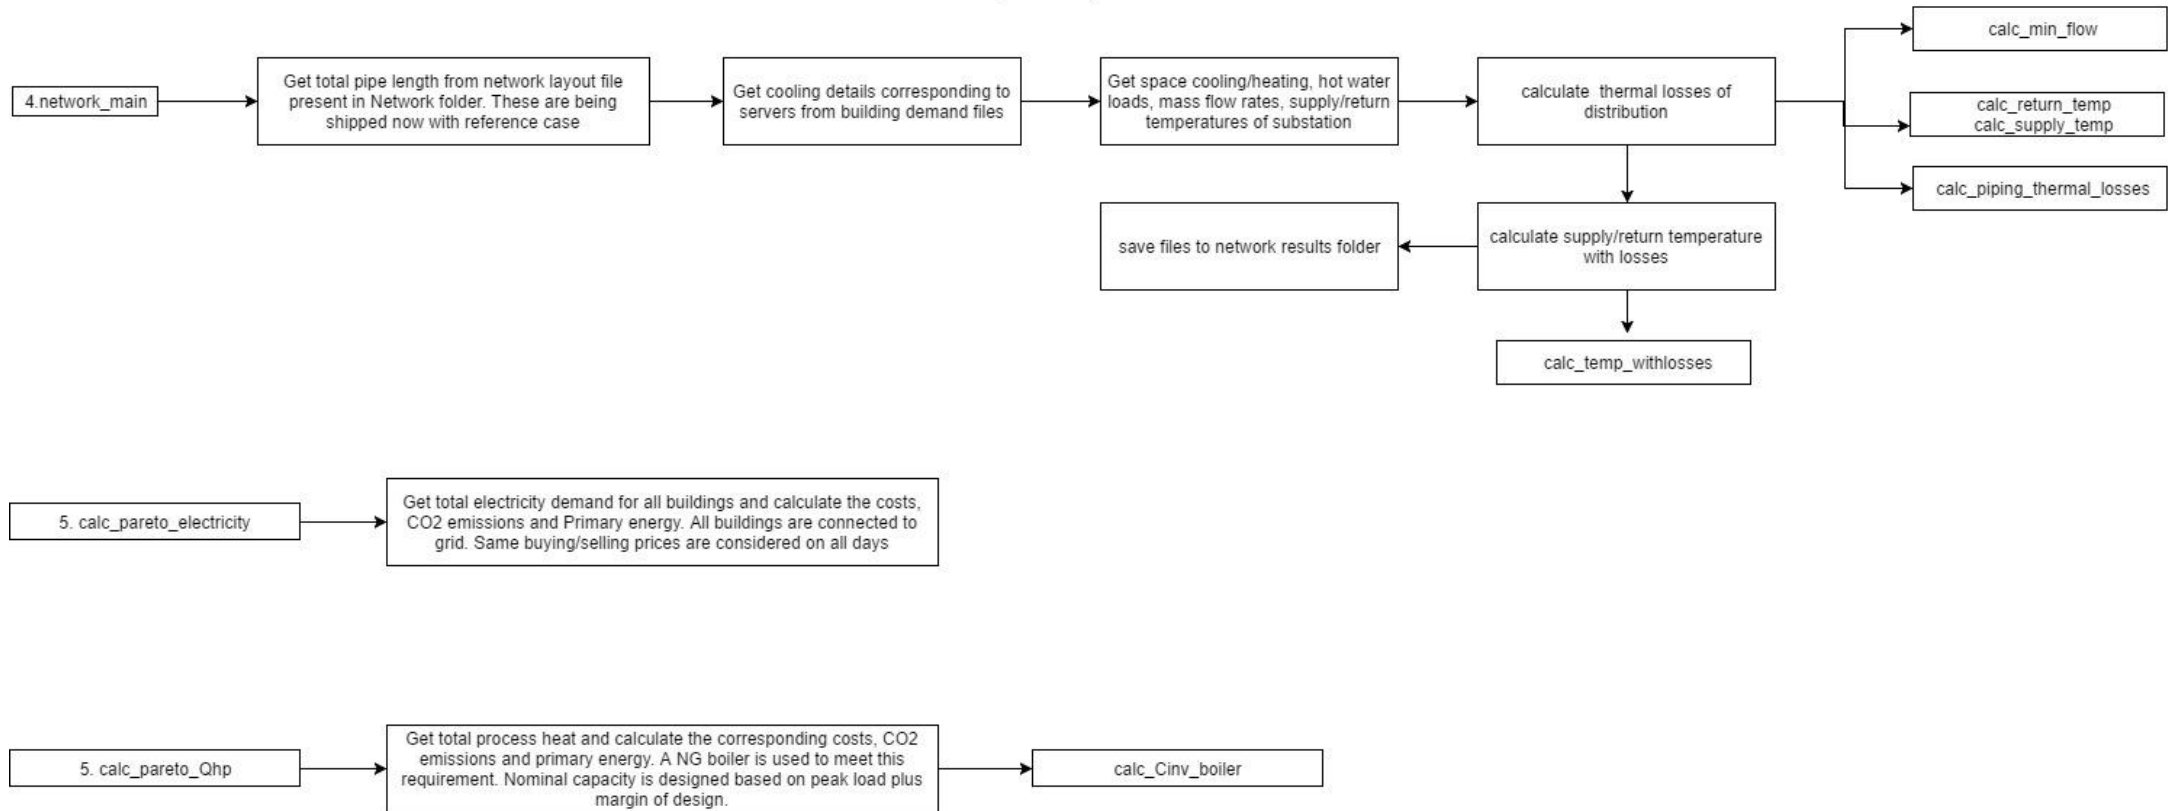 4.network_main
Get total pipe length from network layout file
present in Network folder. These are being
shipped now with reference case
Get cooling details corresponding to
servers from building demand files
Get space cooling/heating, hot water
loads, mass flow rates, supply/return
temperatures of substation
calculate thermal losses of
distribution
calc_min_flow
calc_return_temp
calc_supply_temp
calc_piping_thermal_losses
save files to network results folder
calculate supply/return temperature
with losses
calc_temp_withlosses
5. calc_pareto_electricity
Get total electricity demand for all buildings and calculate the costs,
CO2 emissions and Primary energy. All buildings are connected to
grid. Same buying/selling prices are considered on all days
5. calc_pareto_Qhp
Get total process heat and calculate the corresponding costs, CO2
emissions and primary energy. A NG boiler is used to meet this
requirement. Nominal capacity is designed based on peak load plus
margin of design.
calc_Cinv_boiler